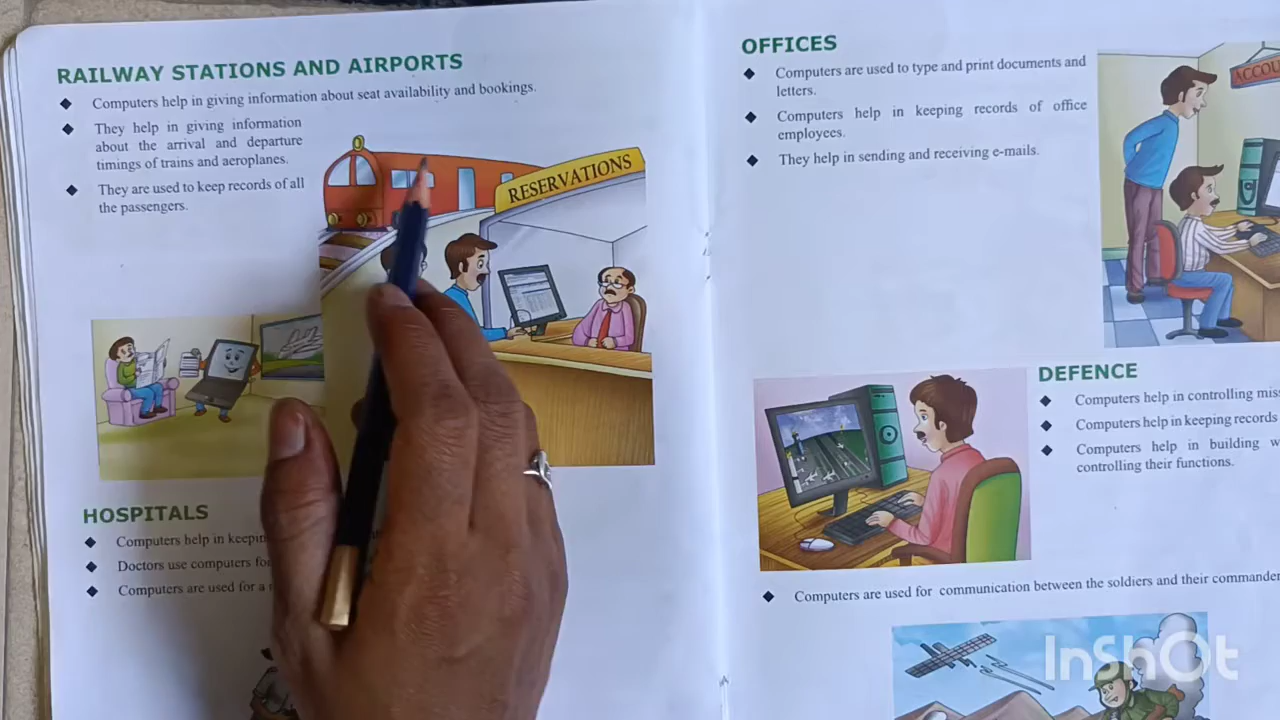 RAILWAY STATIONS AND AIRPORTS
Computers help in giving information about seat availability and bookings.
They help in giving information
about the arrival and departure
timings of trains and aeroplanes.
They are used to keep records of all
the passengers.
RESERVATIONS
HOSPITALS
Computers help in
Doctors use computers
Computers are used for a
OFFICES
Computers are used to type and print documents and
letters.
Computers help in keeping records of office
employees.
They help in sending and receiving e-mails.
DEFENCE
Computers help in controlling
Computers help in keeping records
Computers help in building
controlling their functions.
Computers are used for communication between the soldiers and their
InShOt